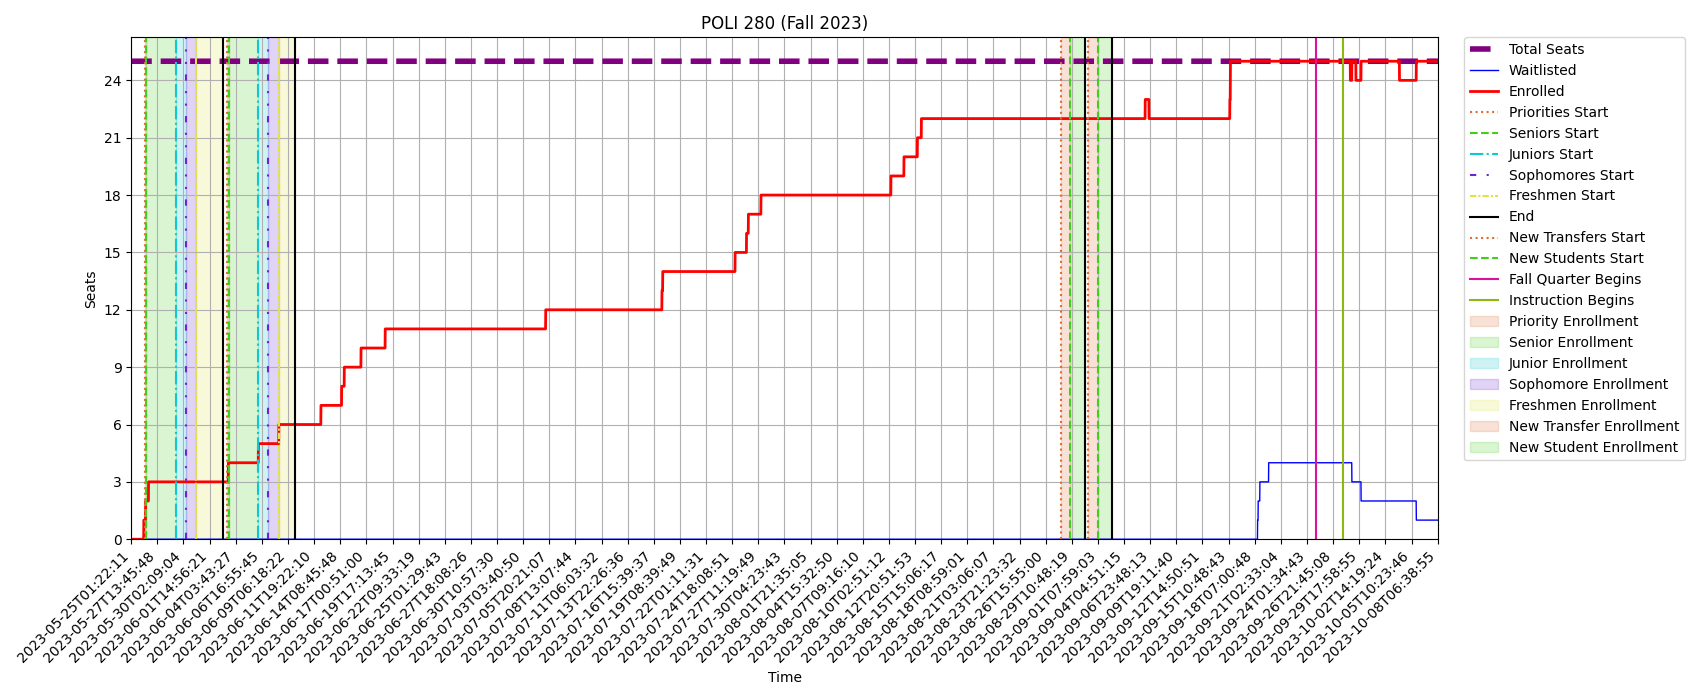 POLI 280 (Fall 2023)
Seats
24
21
18
15
12
9
6
3
0
2023-05-25T01:22:11
2023-05-27T13:45:48
2023-05-30T02:09:04
2023-06-01T14:56:21
2023-06-04T03:43:27
2023-06-06T16:55:45
2023-06-09T06:18:22
2023-06-11T19:22:10
2023-06-14T08:45:48
2023-06-17T00:51:00
2023-06-19T17:13:45
2023-06-22T09:33:19
2023-06-25T01:29:43
2023-06-27T18:08:26
2023-06-30T10:57:30
2023-07-03T03:40:50
2023-07-05T20:21:07
2023-07-08T13:07:44
2023-07-11T06:03:32
2023-07-13T22:26:36
2023-07-16T15:39:37
2023-07-19T08:39:49
2023-07-22T01:11:31
2023-07-24T18:08:51
2023-07-27T11:19:49
2023-07-30T04:23:43
2023-08-01T21:35:05
2023-08-04T15:32:50
2023-08-07T09:16:10
2023-08-10T02:51:12
2023-08-12T20:51:53
2023-08-15T15:06:17
2023-08-18T08:59:01
2023-08-21T03:06:07
2023-08-23T21:23:32
2023-08-26T15:55:00
2023-08-29T10:48:19
2023-09-01T07:59:03
2023-09-04T04:51:15
2023-09-06T23:48:13
2023-09-09T19:11:40
2023-09-12T14:50:51
2023-09-15T10:48:43
2023-09-18T07:00:48
2023-09-21T02:33:04
2023-09-24T01:34:43
2023-09-26T21:45:08
2023-09-29T17:58:55
2023-10-02T14:19:24
2023-10-05T10:23:46
2023-10-08T06:38:55
Time
Total Seats
Waitlisted
Enrolled
Priorities Start
Seniors Start
Juniors Start
Sophomores Start
Freshmen Start
End
New Transfers Start
New Students Start
Fall Quarter Begins
Instruction Begins
Priority Enrollment
Senior Enrollment
Junior Enrollment
Sophomore Enrollment
Freshmen Enrollment
New Transfer Enrollment
New Student Enrollment